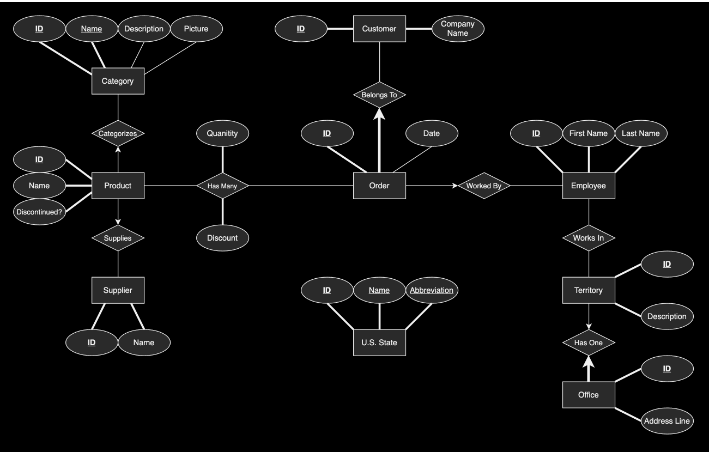 ID
Name
Description
Picture
ID
Customer
Company
Name
Category
Belongs To
Categorizes
Quanitity
ID
Date
ID
First Name
Last Name
ID
Name
Discontinued?
Product
Has Many
Order
Worked By
Employee
Supplies
Discount
Works In
ID
Supplier
ID
Name
Abbreviation
Territory
Description
ID
Name
U.S. State
Has One
ID
Office
Address Line